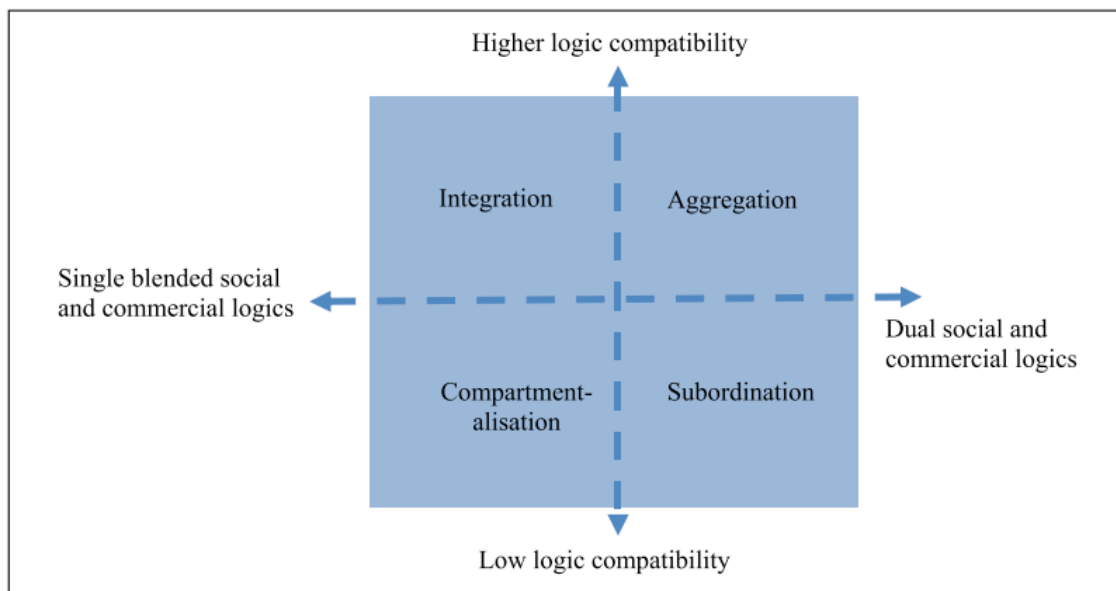 Higher logic compatibility
Integration
Aggregation
Single blended social
and commercial logics
Dual social and
commercial logics
Compartment-
alisation
Subordination
Low logic compatibility